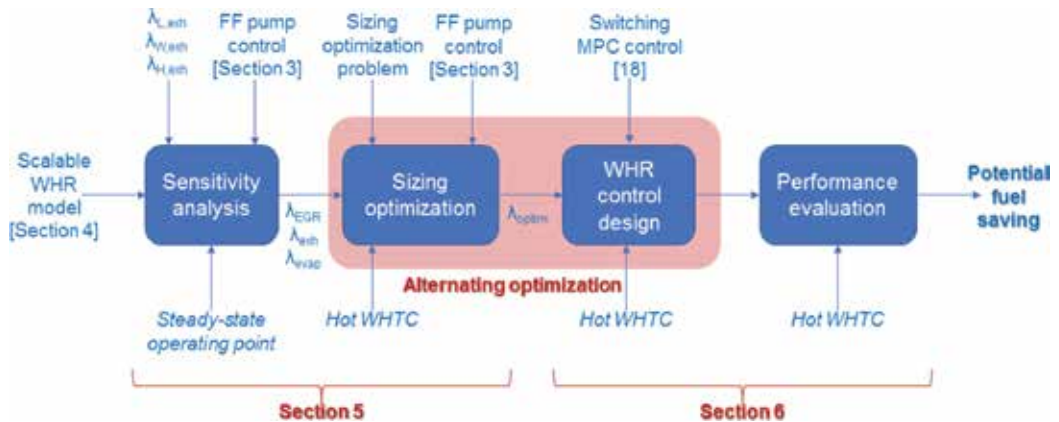 λL,exh
λW,exh
λH,exh
FF pump
control
[Section 3]
Sizing
optimization
problem
FF pump
control
[Section 3]
Switching
MPC control
[18]
Scalable
WHR
model
[Section 4]
Sensitivity
analysis
λEGR
λexh
λevap
Sizing
optimization
λoptim
WHR
control
design
Performance
evaluation
Potential
fuel
saving
Alternating optimization
Steady-state
operating point
Hot WHTC
Hot WHTC
Hot WHTC
Section 5
Section 6